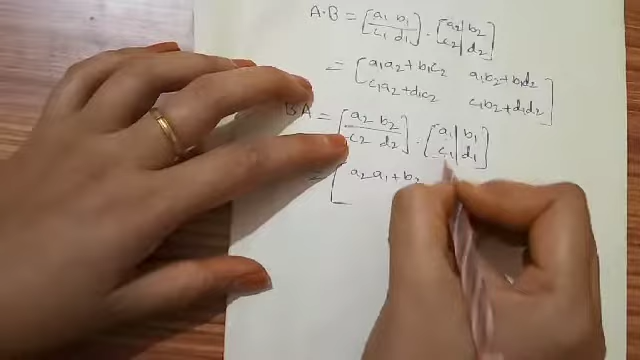 A·B = [a₁ b₁ c₁ d₁] · [a₂ b₂ c₂ d₂]
= [a₁a₂+b₁c₂ a₁b₂+b₁d₂
c₁a₂+d₁c₂ c₁b₂+d₁d₂]
BA = [a₂ b₂ c₂ d₂] · [a₁ b₁ c₁ d₁]
= [a₂a₁+b₂